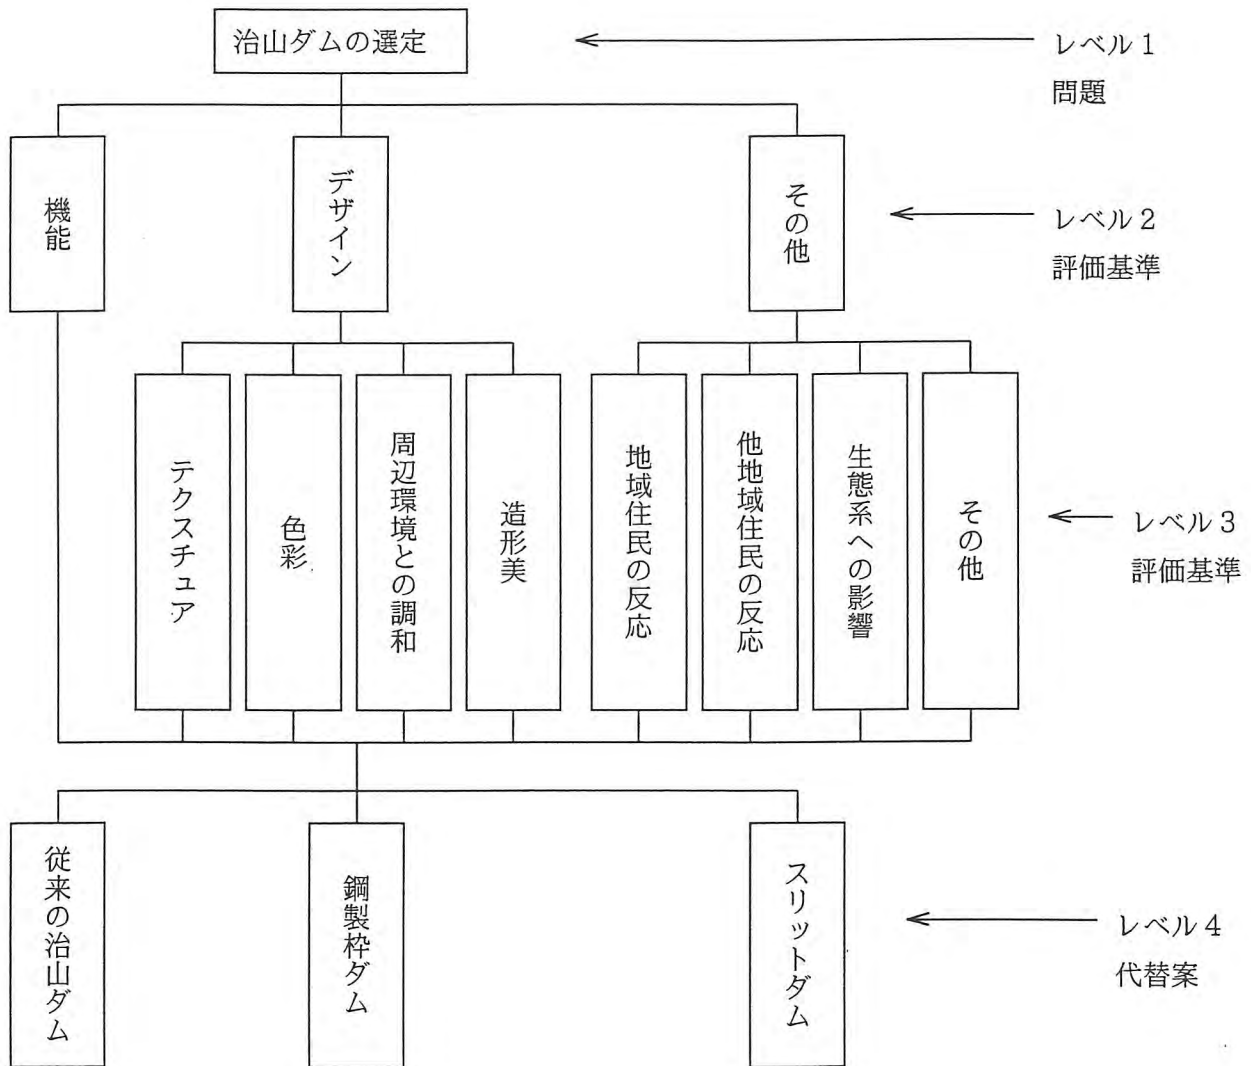 治山ダムの選定
レベル1
問題
機能
デザイン
その他
レベル2
評価基準
テクスチュア
色彩
周辺環境との調和
造形美
地域住民の反応
他地域住民の反応
生態系への影響
その他
レベル3
評価基準
従来の治山ダム
鋼製枠ダム
スリットダム
レベル4
代替案